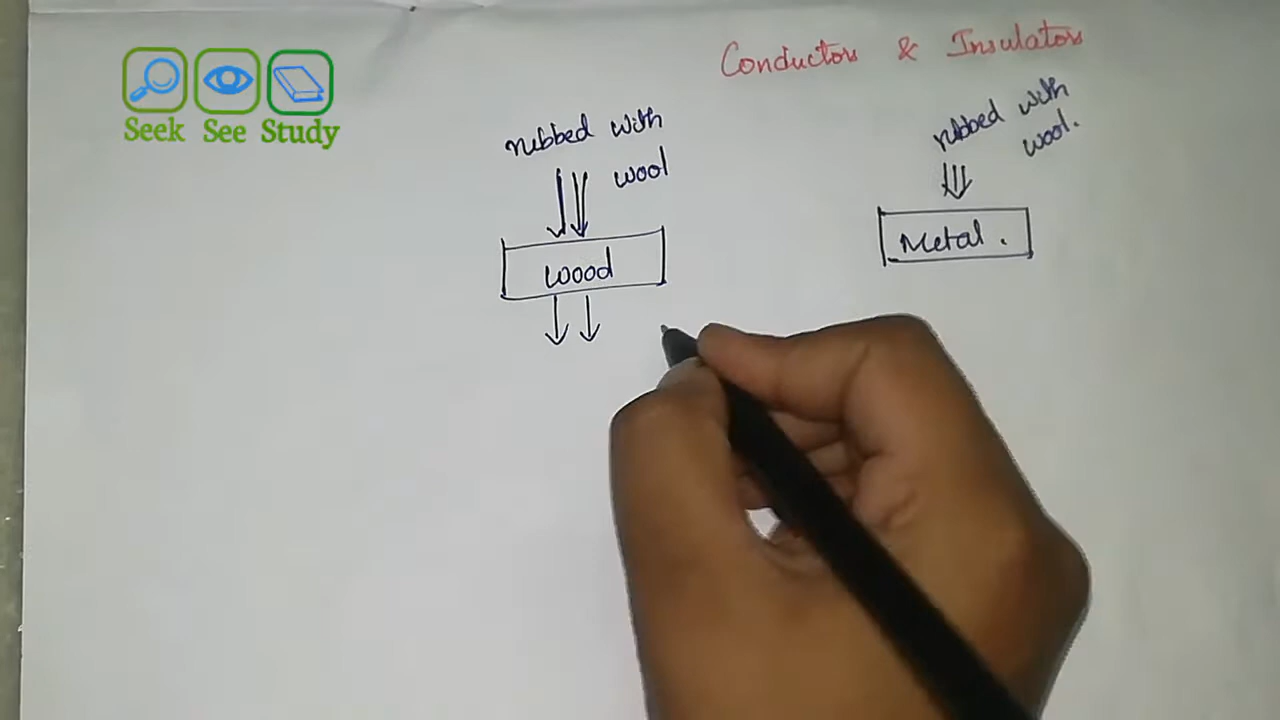 Seek See Study
Conductors & Insulators
rubbed with
wool
wood
rubbed with
wool.
Metal.